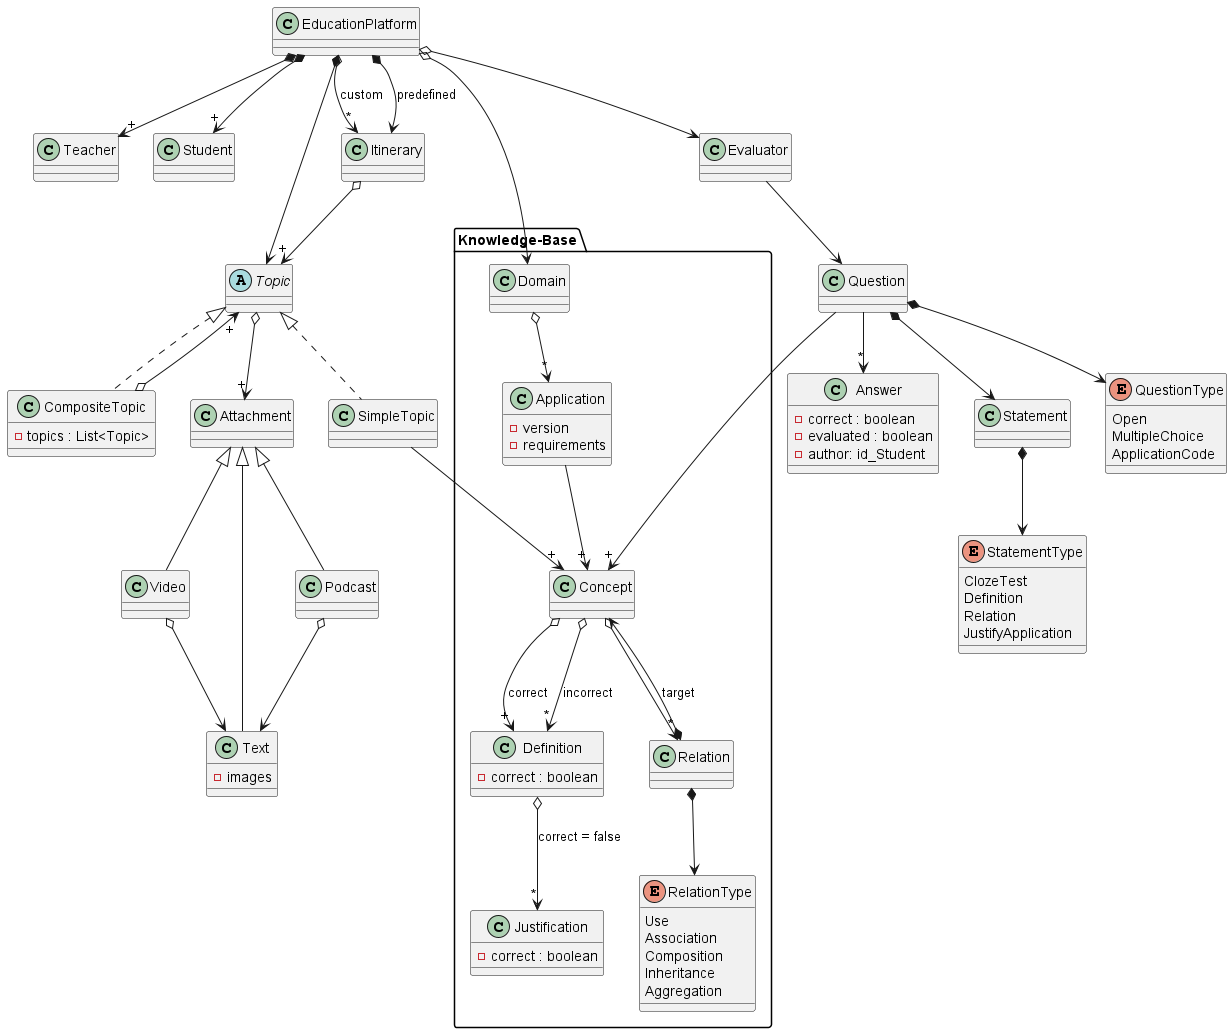 C EducationPlatform
custom
predefined
*
+
+
C Teacher
C Student
C Itinerary
C Evaluator
Knowledge-Base
+
A Topic
C Domain
C Question
+
+
*
*
C CompositeTopic
topics : List<Topic>
C Attachment
C SimpleTopic
C Application
version
requirements
C Answer
correct : boolean
evaluated : boolean
author: id_Student
C Statement
E QuestionType
Open
MultipleChoice
ApplicationCode
+
+
+
C Video
C Podcast
C Concept
E StatementType
ClozeTest
Definition
Relation
JustifyApplication
correct
incorrect
target
+
*
*
C Text
images
C Definition
correct : boolean
C Relation
correct = false
*
C Justification
correct : boolean
E RelationType
Use
Association
Composition
Inheritance
Aggregation